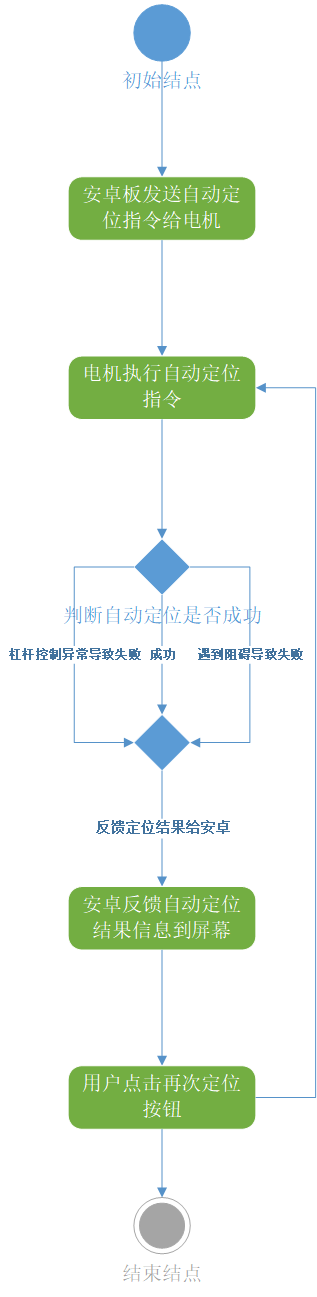 初始结点
安卓板发送自动定
位指令给电机
电机执行自动定位
指令
判断自动定位是否成功
杠杆控制异常导致失败
成功
遇到阻碍导致失败
反馈定位结果给安卓
安卓反馈自动定位
结果信息到屏幕
用户点击再次定位
按钮
结束结点